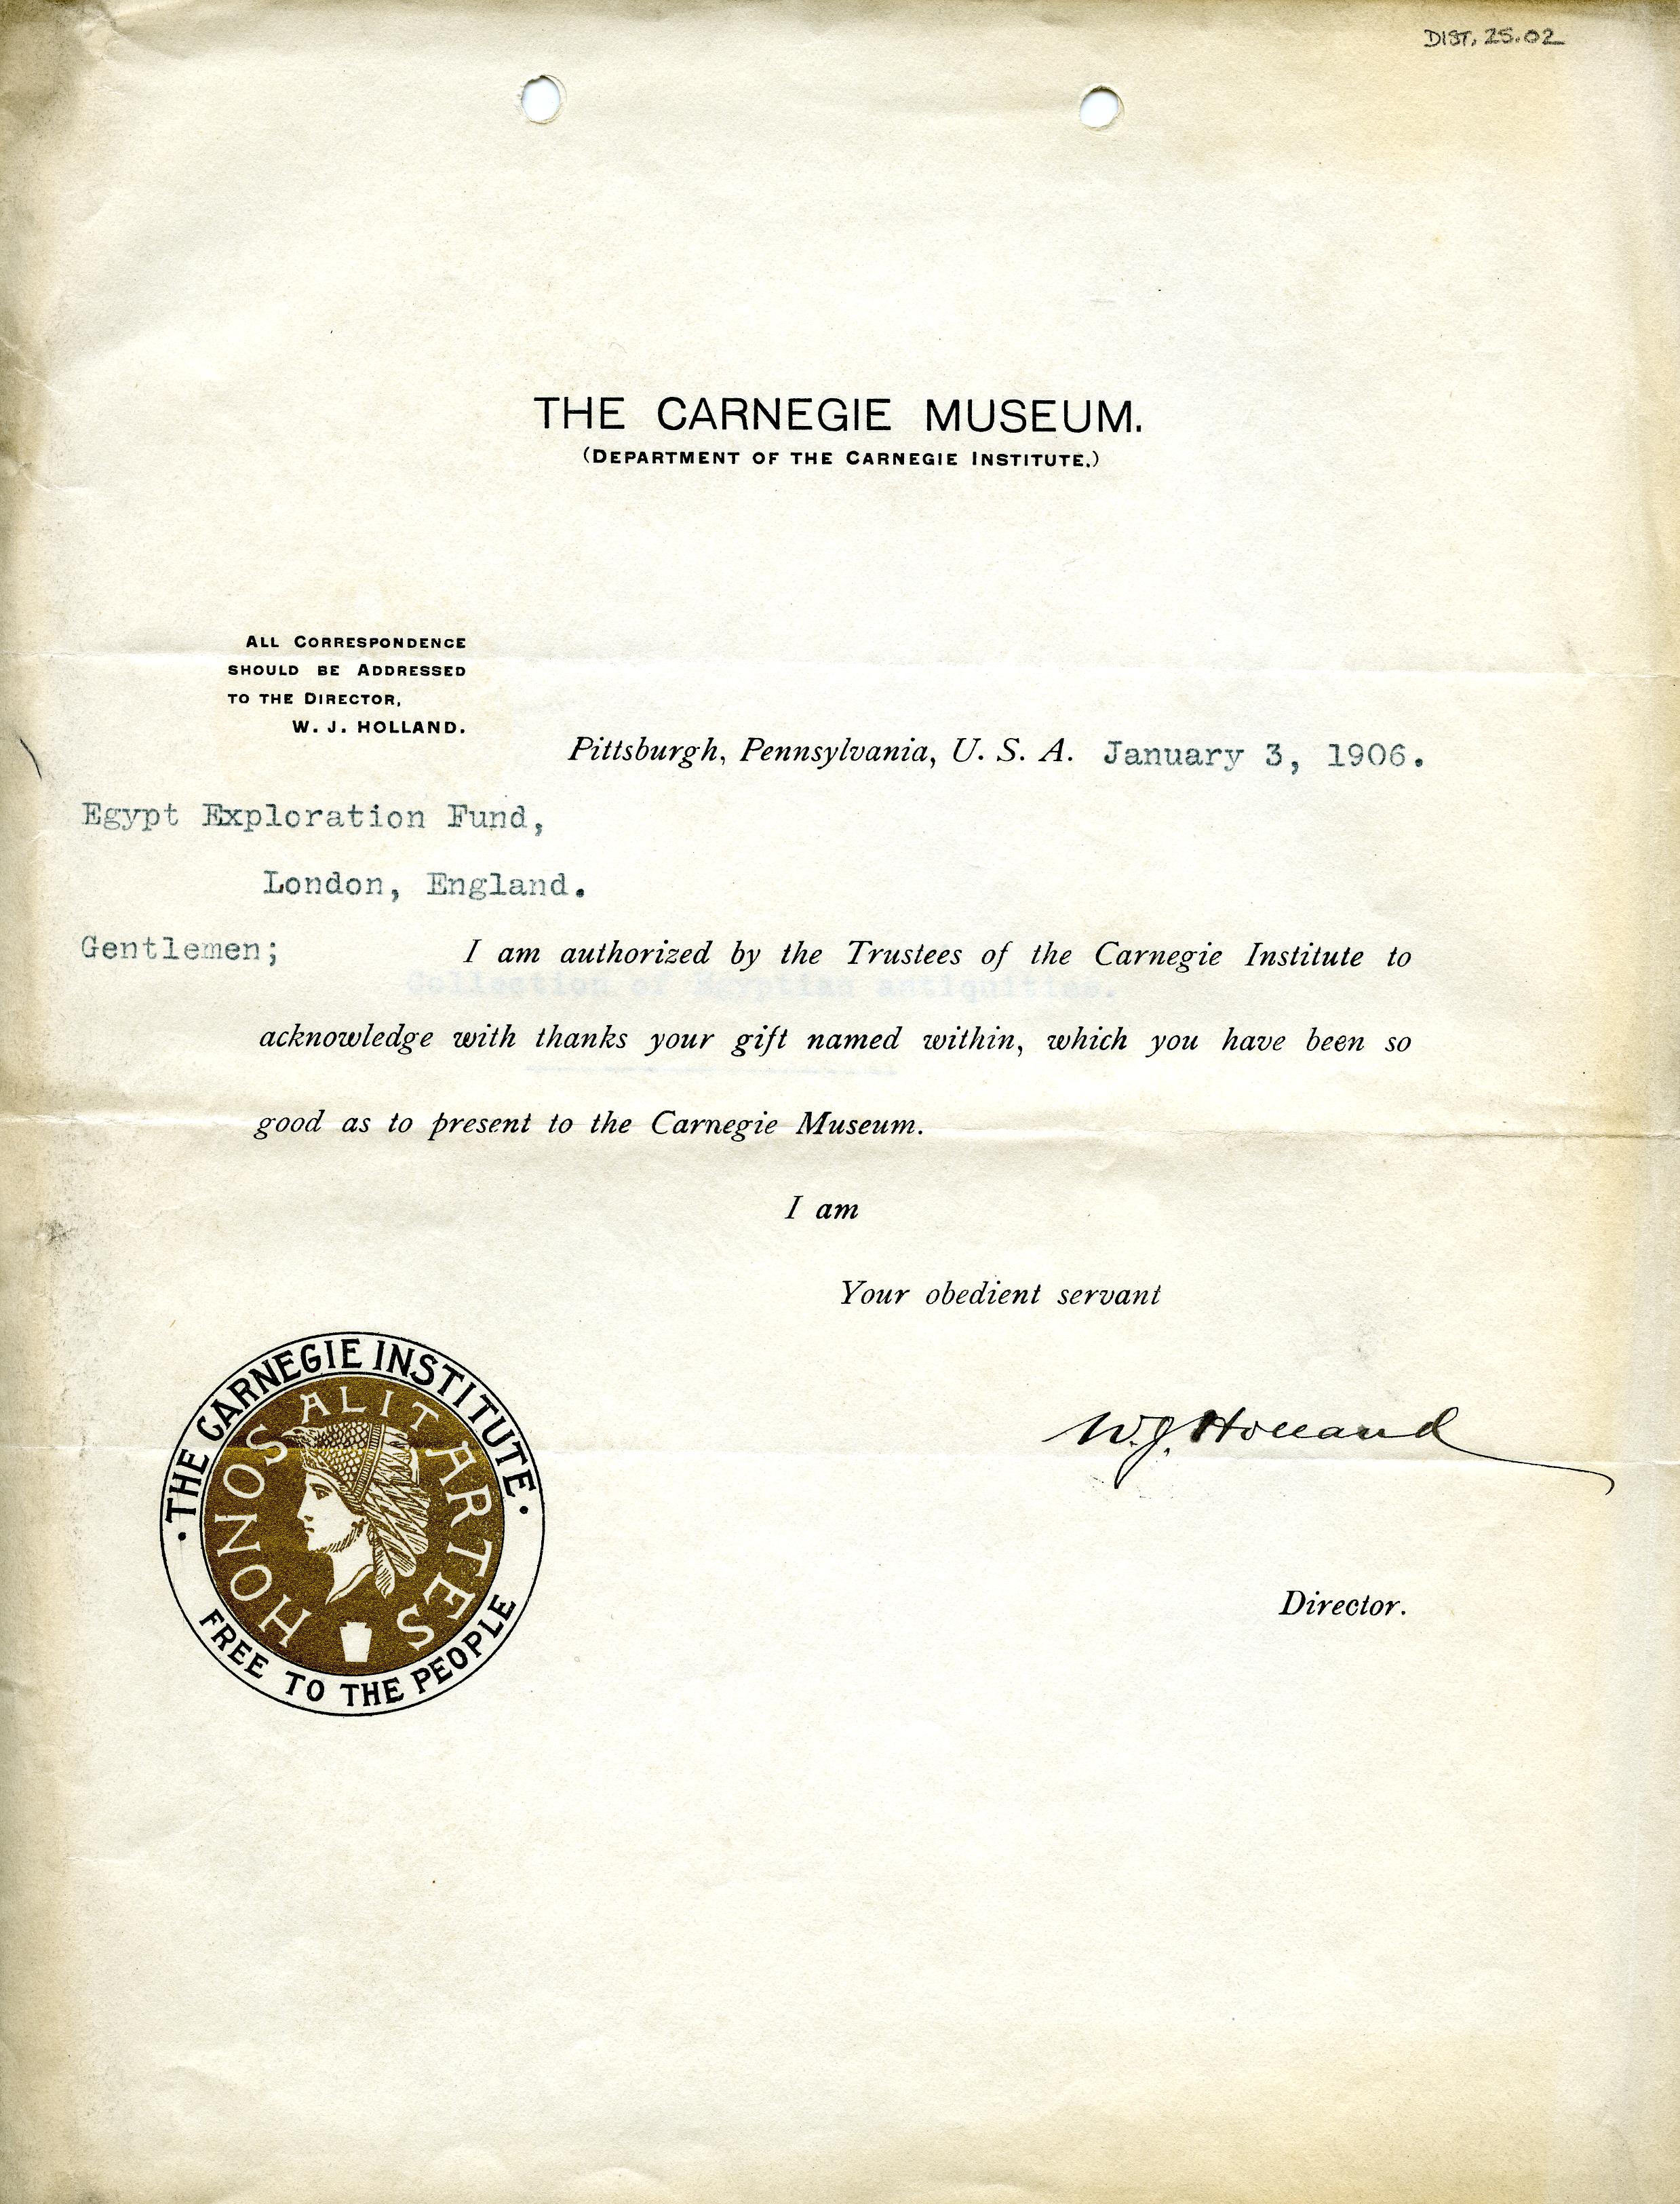 DIST. 25.02
THE CARNEGIE MUSEUM.
(DEPARTMENT OF THE CARNEGIE INSTITUTE.)
ALL CORRESPONDENCE
SHOULD BE ADDRESSED
TO THE DIRECTOR,
W. J. HOLLAND.
Pittsburgh, Pennsylvania, U. S. A. January 3, 1906.
Egypt Exploration Fund,
London, England.
Gentlemen;
I am authorized by the Trustees of the Carnegie Institute to
collection of Egyptian antiquities.
acknowledge with thanks your gift named within, which you have been so
good as to present to the Carnegie Museum.
I am
Your obedient servant
W. J. Holland
Director.
· THE CARNEGIE INSTITUTE ·
HONOS ALIT ARTES
FREE TO THE PEOPLE